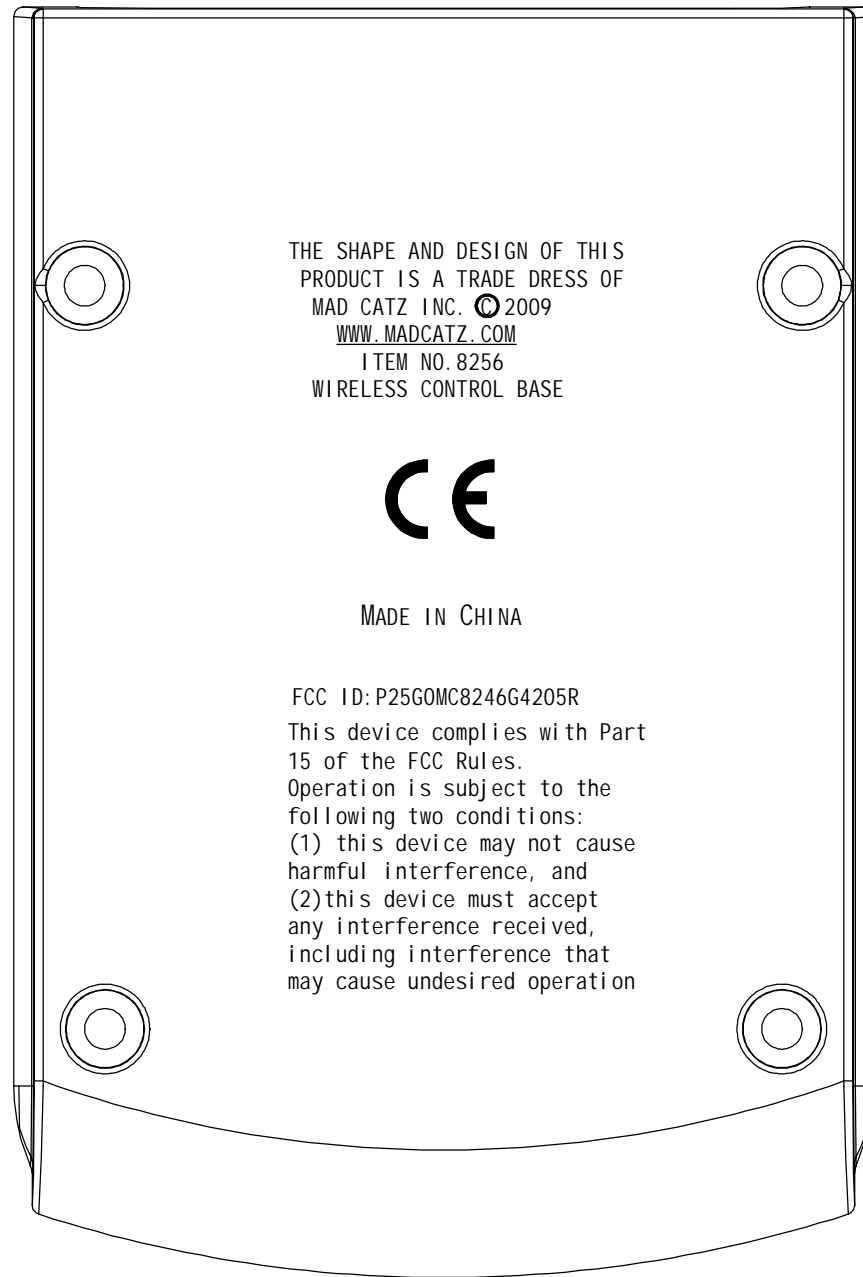 THE SHAPE AND DESIGN OF THIS
PRODUCT IS A TRADE DRESS OF
MAD CATZ INC. © 2009
WWW.MADCATZ.COM
ITEM NO.8256
WIRELESS CONTROL BASE
CE
MADE IN CHINA
FCC ID:P25GOMC8246G4205R
This device complies with Part
15 of the FCC Rules.
Operation is subject to the
following two conditions:
(1) this device may not cause
harmful interference, and
(2)this device must accept
any interference received,
including interference that
may cause undesired operation